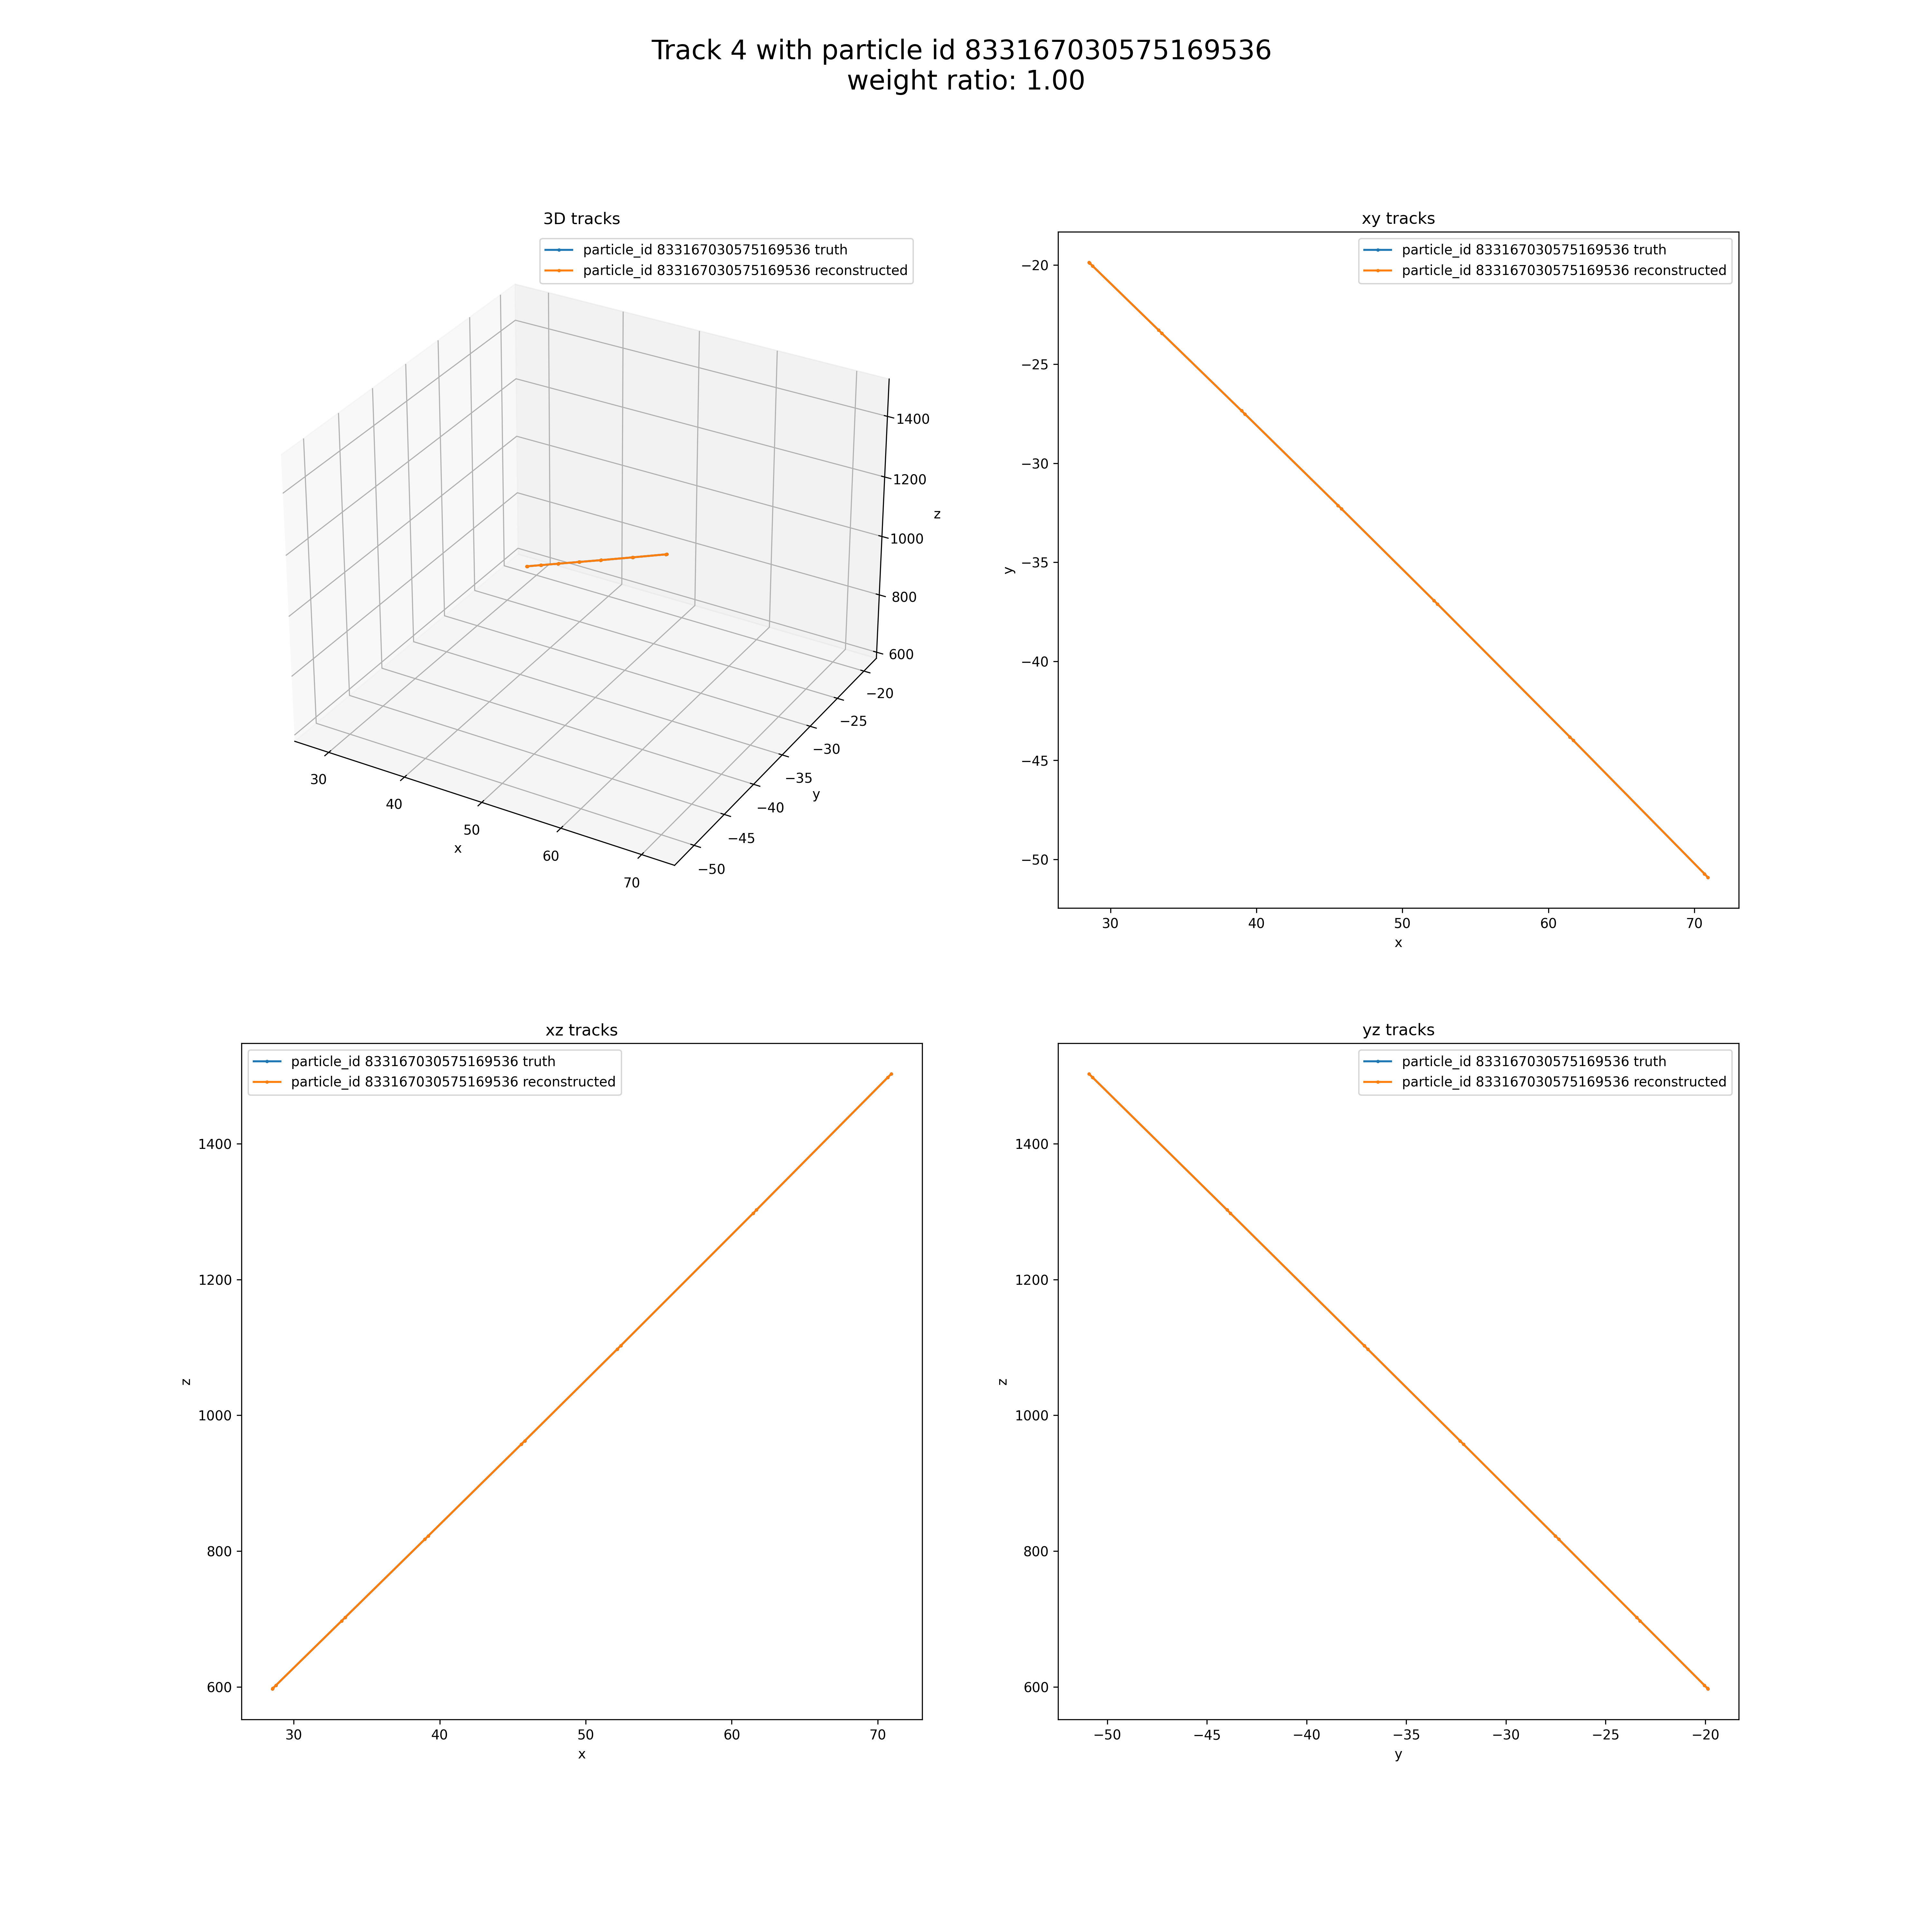 Track 4 with particle id 833167030575169536
weight ratio: 1.00
3D tracks
particle_id 833167030575169536 truth
particle_id 833167030575169536 reconstructed
1400
1200
z
1000
800
600
−20
−25
−30
−35
y
−40
−45
−50
30
40
50
x
60
70
xy tracks
particle_id 833167030575169536 truth
particle_id 833167030575169536 reconstructed
−20
−25
−30
y
−35
−40
−45
−50
30 40 50 60 70
x
xz tracks
particle_id 833167030575169536 truth
particle_id 833167030575169536 reconstructed
1400
1200
z
1000
800
600
30 40 50 60 70
x
yz tracks
particle_id 833167030575169536 truth
particle_id 833167030575169536 reconstructed
1400
1200
z
1000
800
600
−50 −45 −40 −35 −30 −25 −20
y